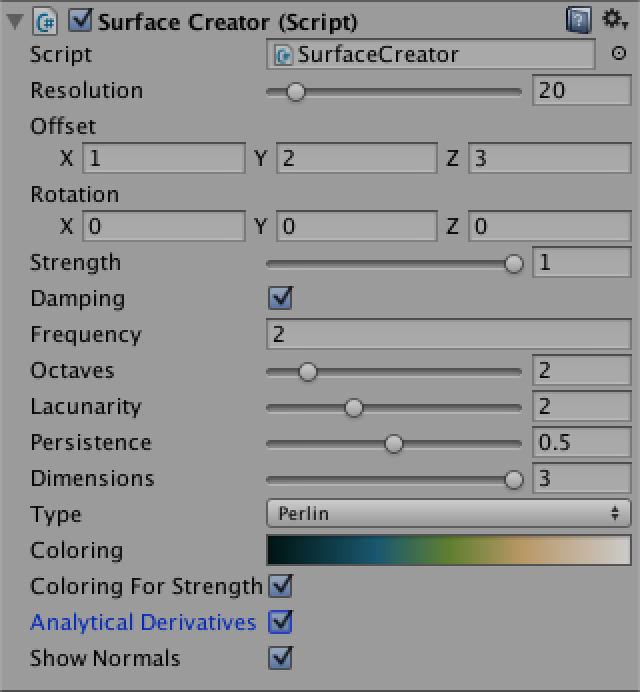 Surface Creator (Script)
Script SurfaceCreator
Resolution 20
Offset
X 1 Y 2 Z 3
Rotation
X 0 Y 0 Z 0
Strength 1
Damping
Frequency 2
Octaves 2
Lacunarity 2
Persistence 0.5
Dimensions 3
Type Perlin
Coloring
Coloring For Strength
Analytical Derivatives
Show Normals